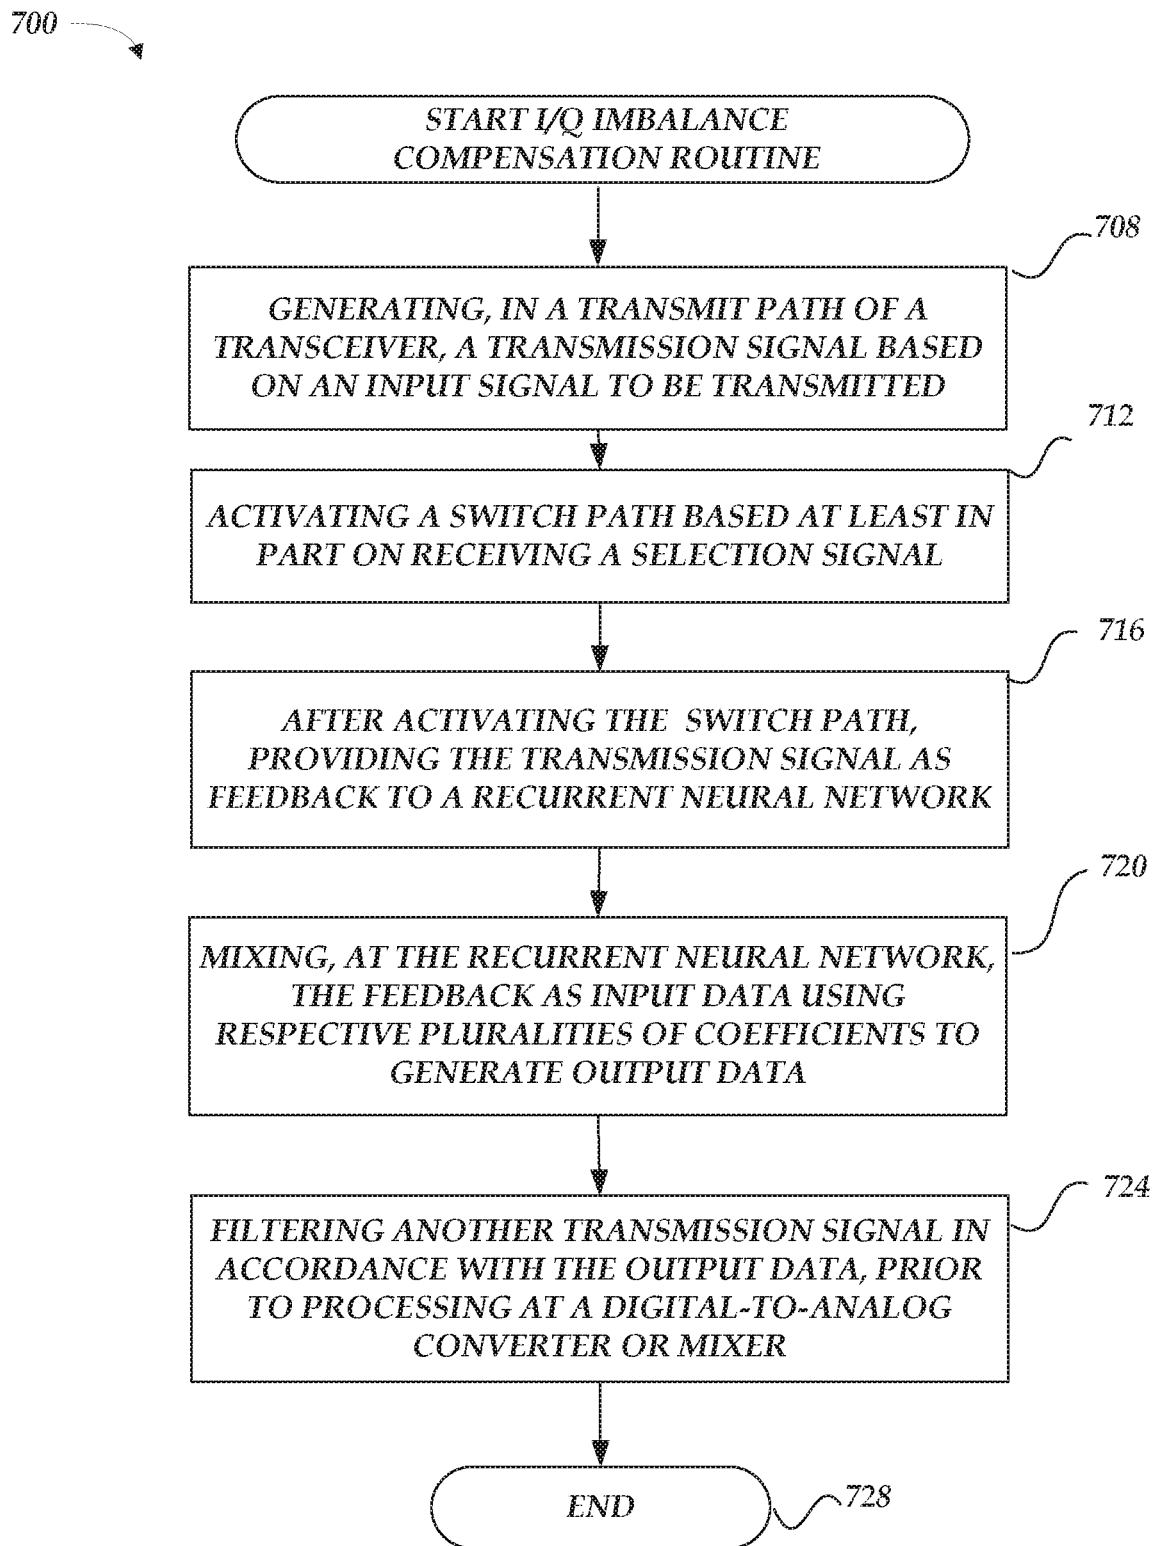 700
START I/Q IMBALANCE
COMPENSATION ROUTINE
708
GENERATING, IN A TRANSMIT PATH OF A
TRANSCEIVER, A TRANSMISSION SIGNAL BASED
ON AN INPUT SIGNAL TO BE TRANSMITTED
712
ACTIVATING A SWITCH PATH BASED AT LEAST IN
PART ON RECEIVING A SELECTION SIGNAL
716
AFTER ACTIVATING THE SWITCH PATH,
PROVIDING THE TRANSMISSION SIGNAL AS
FEEDBACK TO A RECURRENT NEURAL NETWORK
720
MIXING, AT THE RECURRENT NEURAL NETWORK,
THE FEEDBACK AS INPUT DATA USING
RESPECTIVE PLURALITIES OF COEFFICIENTS TO
GENERATE OUTPUT DATA
724
FILTERING ANOTHER TRANSMISSION SIGNAL IN
ACCORDANCE WITH THE OUTPUT DATA, PRIOR
TO PROCESSING AT A DIGITAL-TO-ANALOG
CONVERTER OR MIXER
END
728